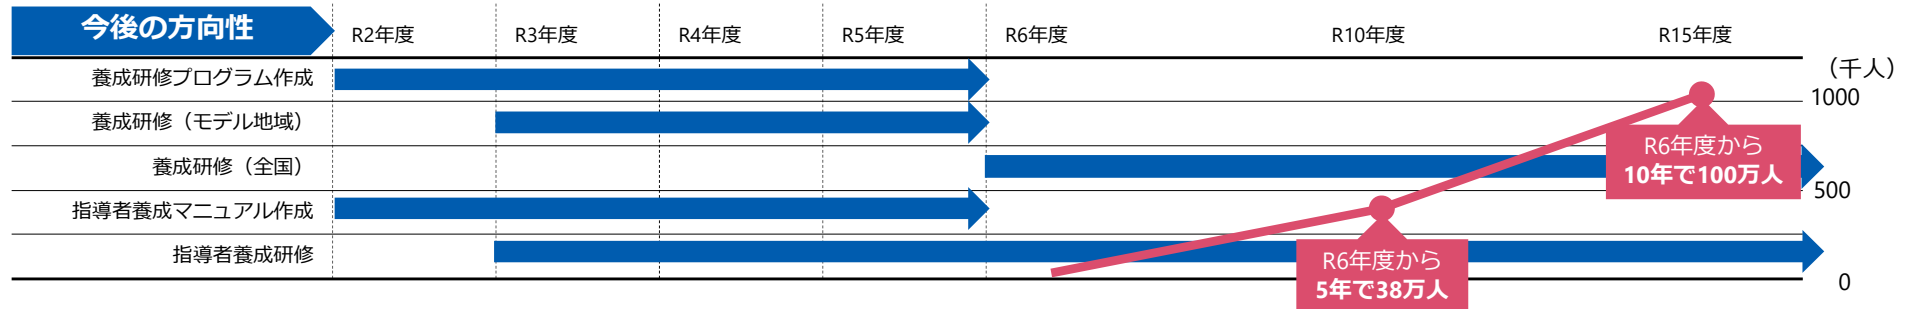 今後の方向性
R2年度 R3年度 R4年度 R5年度 R6年度 R10年度 R15年度
（千人）
養成研修プログラム作成
1000
養成研修（モデル地域）
R6年度から
10年で100万人
養成研修（全国）
500
指導者養成マニュアル作成
指導者養成研修
R6年度から
5年で38万人
0